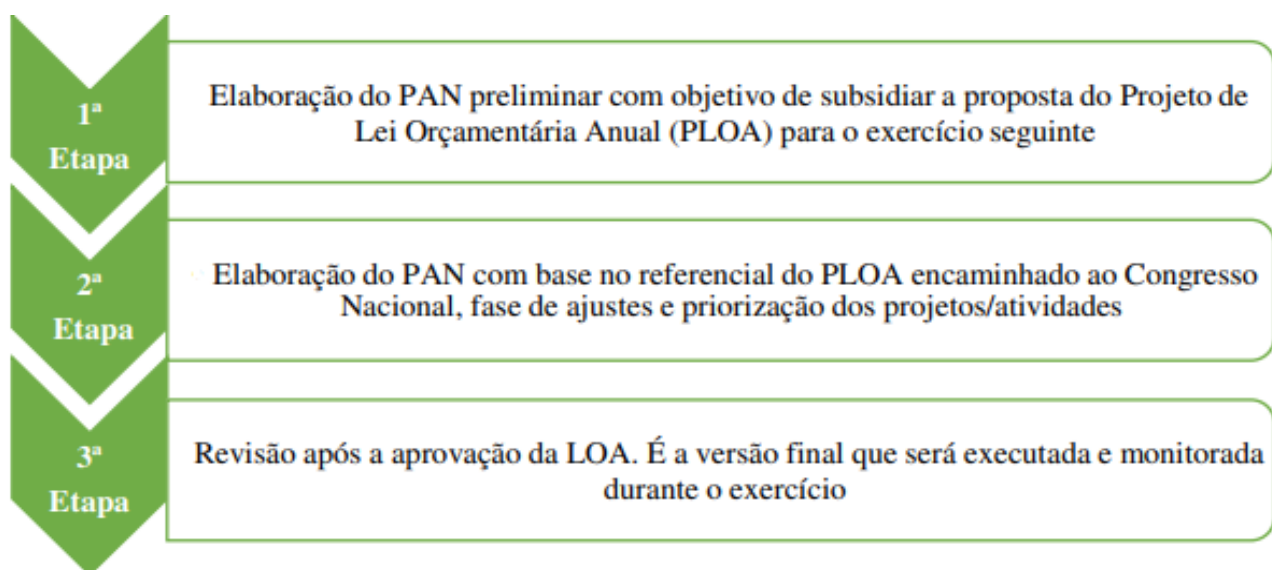 1ª
Etapa
Elaboração do PAN preliminar com objetivo de subsidiar a proposta do Projeto de
Lei Orçamentária Anual (PLOA) para o exercício seguinte
2ª
Etapa
Elaboração do PAN com base no referencial do PLOA encaminhado ao Congresso
Nacional, fase de ajustes e priorização dos projetos/atividades
3ª
Etapa
Revisão após a aprovação da LOA. É a versão final que será executada e monitorada
durante o exercício